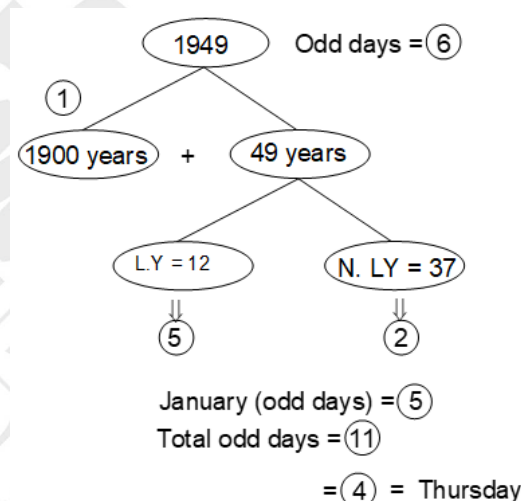 1949 Odd days = 6
1
1900 years + 49 years
L.Y = 12 N. LY = 37
⇓ ⇓
5 2
January (odd days) = 5
Total odd days = 11
= 4 = Thursday